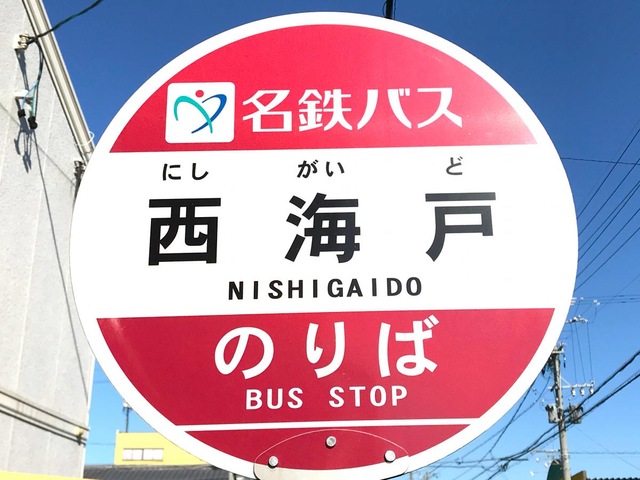 名鉄バス
にし がい ど
西海戸
NISHIGAIDO
のりば
BUS STOP